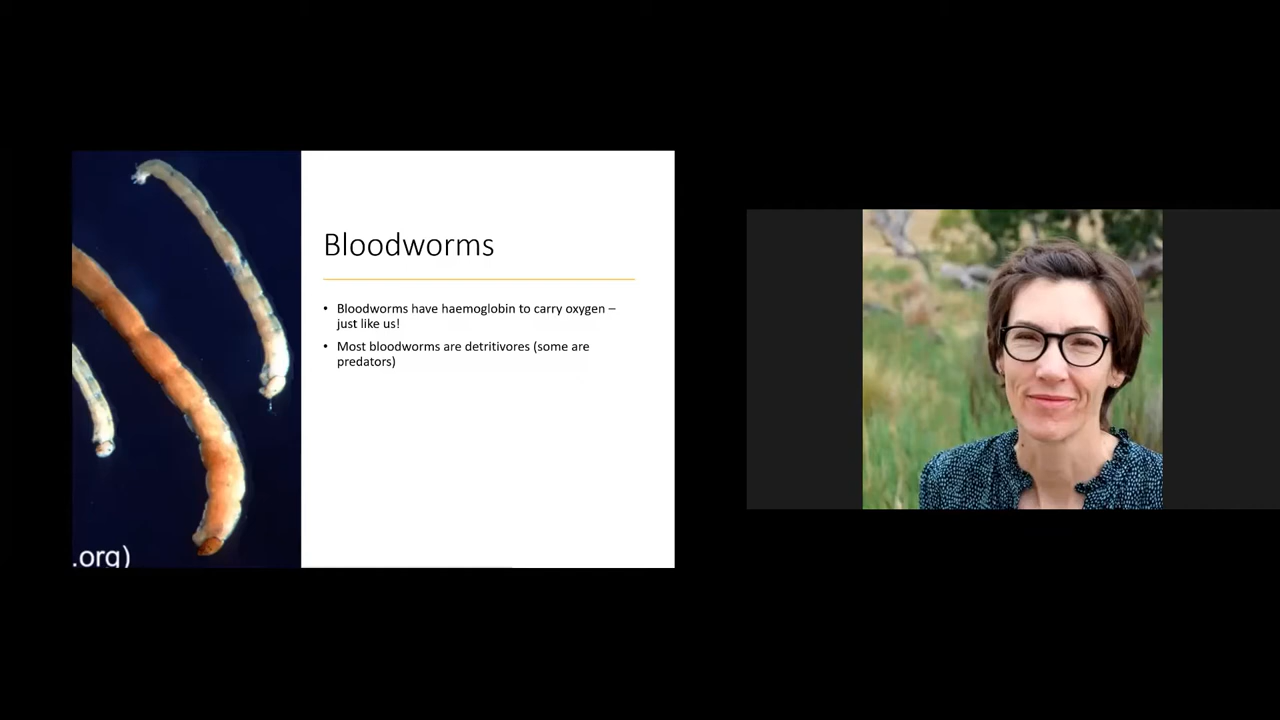 Bloodworms
• Bloodworms have haemoglobin to carry oxygen –
just like us!
• Most bloodworms are detritivores (some are
predators)
.org)